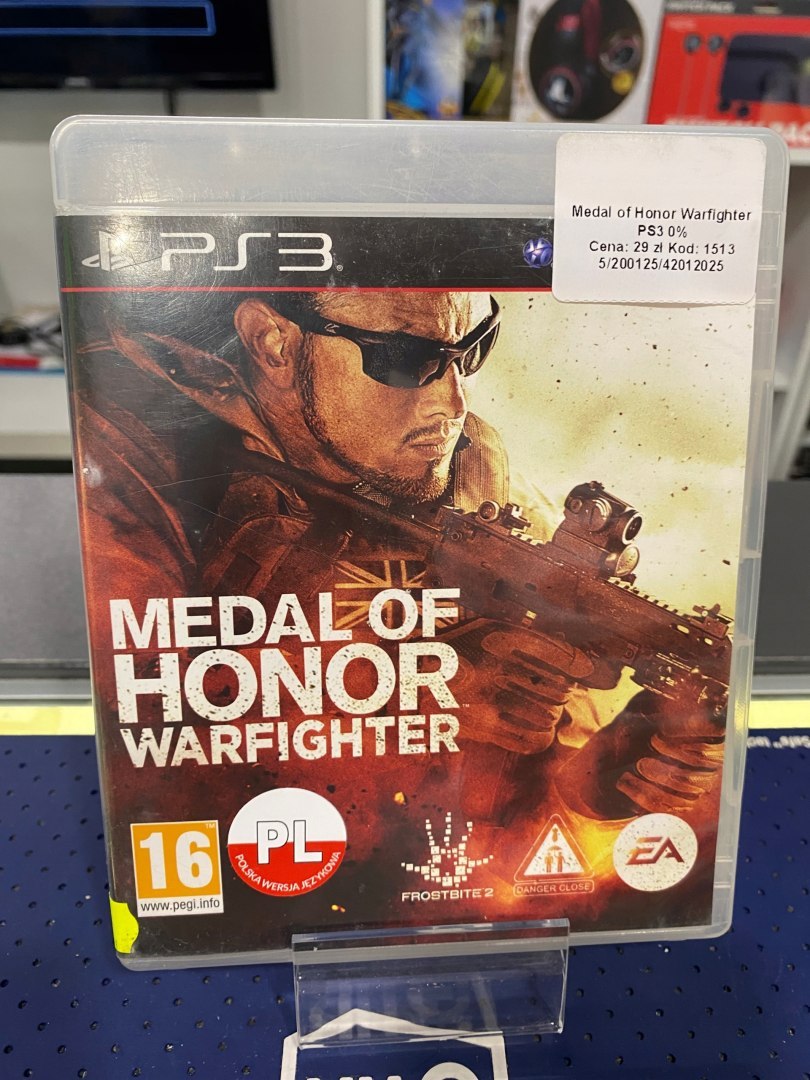 Medal of Honor Warfighter
PS3 0%
Cena: 29 zł Kod: 1513
5/200125/42012025
PS3
MEDAL OF
HONOR
WARFIGHTER
16
www.pegi.info
PL
POLSKA WERSJA JĘZYKOWA
FROSTBITE 2
DANGER CLOSE
EA